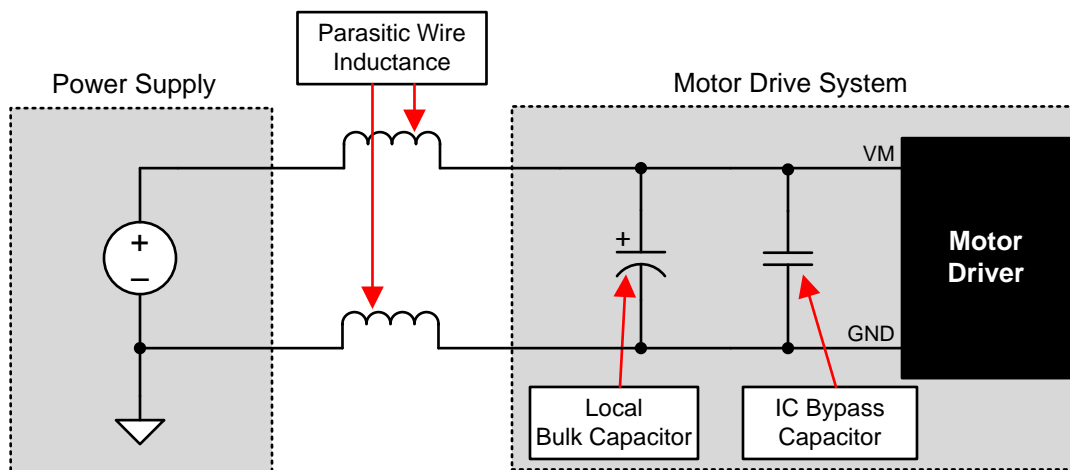 Parasitic Wire
Inductance
Power Supply
Motor Drive System
VM
+
+
–
Motor
Driver
GND
Local
Bulk Capacitor
IC Bypass
Capacitor